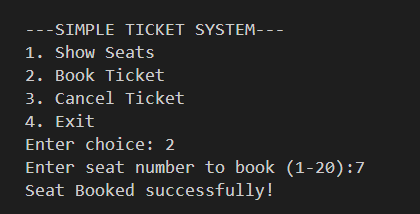 ---SIMPLE TICKET SYSTEM---
1. Show Seats
2. Book Ticket
3. Cancel Ticket
4. Exit
Enter choice: 2
Enter seat number to book (1-20):7
Seat Booked successfully!